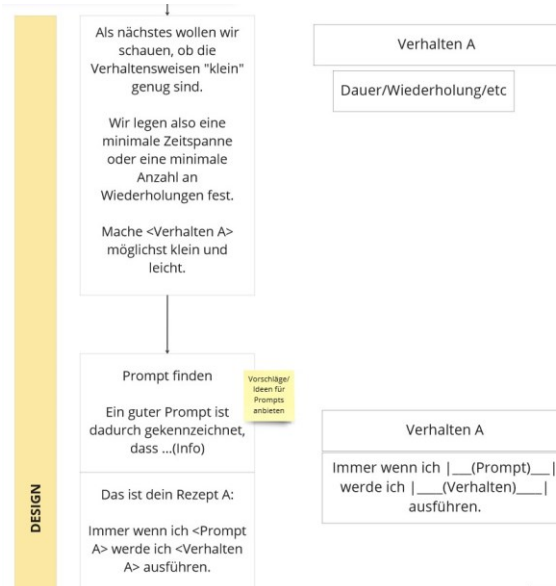 Als nächstes wollen wir
schauen, ob die
Verhaltensweisen "klein"
genug sind.
Wir legen also eine
minimale Zeitspanne
oder eine minimale
Anzahl an
Wiederholungen fest.
Mache <Verhalten A>
möglichst klein und
leicht.
Verhalten A
Dauer/Wiederholung/etc
Prompt finden
Ein guter Prompt ist
dadurch gekennzeichnet,
dass ...(Info)
Vorschläge/
Ideen für
Prompts
anbieten
Das ist dein Rezept A:
Immer wenn ich <Prompt
A> werde ich <Verhalten
A> ausführen.
Verhalten A
Immer wenn ich |___(Prompt)___|
werde ich |____(Verhalten)____|
ausführen.
DESIGN